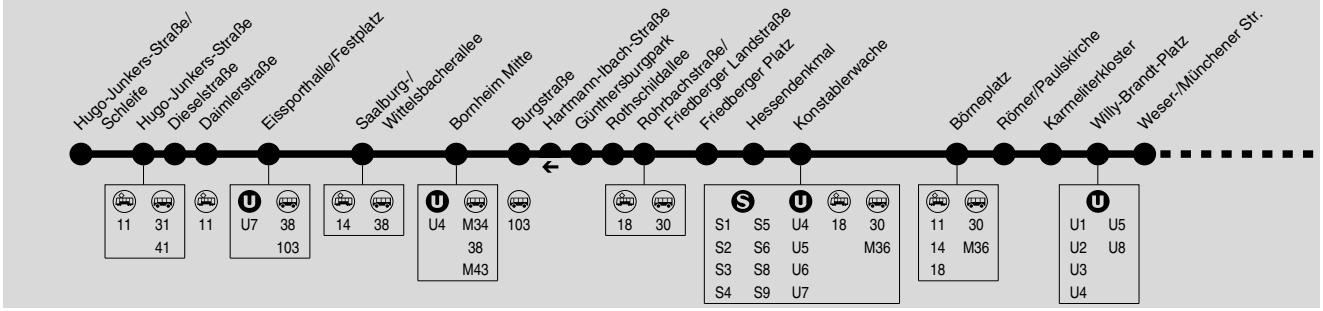 Hugo-Junkers-Straße/
Schleife
Hugo-Junkers-Straße
Dieselstraße
Daimlerstraße
Eissporthalle/Festplatz
Saalburg-/
Wittelsbacherallee
Bornheim Mitte
Burgstraße
Hartmann-Ibach-Straße
Günthersburgpark
Rothschildallee
Rohrbachstraße/
Friedberger Landstraße
Friedberger Platz
Hessendenkmal
Konstablerwache
Börneplatz
Römer/Paulskirche
Karmeliterkloster
Willy-Brandt-Platz
Weser-/Münchener Str.
11 31
41
11
U
U7 38
103
14 38
U
U4 M34
38
M43
103
18 30
S U
S1 S5 U4 18 30
S2 S6 U5 M36
S3 S8 U6
S4 S9 U7
11 30
14 M36
18
U
U1 U5
U2 U8
U3
U4